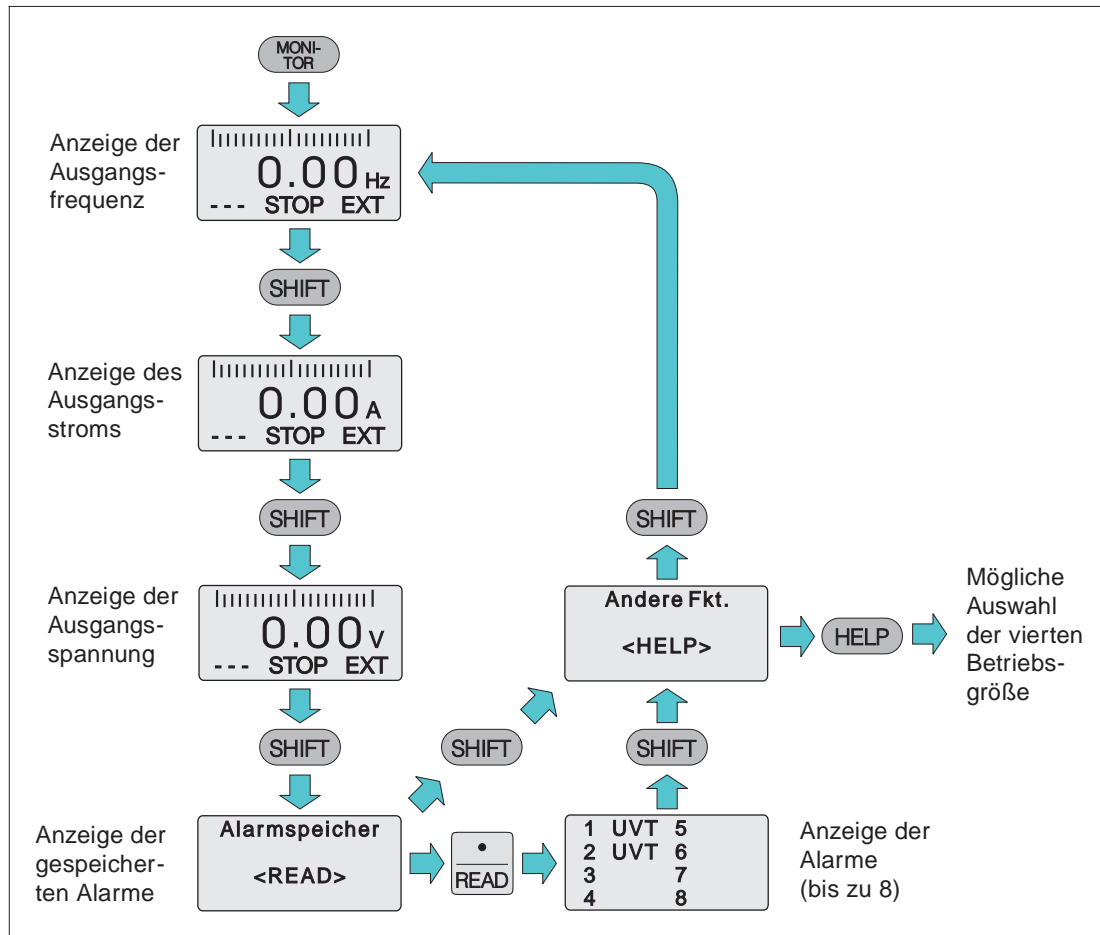 MONI-
TOR
Anzeige der
Ausgangs-
frequenz
0.00 Hz
--- STOP EXT
SHIFT
Anzeige des
Ausgangs-
stroms
0.00 A
--- STOP EXT
SHIFT
Anzeige der
Ausgangs-
spannung
0.00 V
--- STOP EXT
SHIFT
Anzeige der
gespeicher-
ten Alarme
Alarmspeicher
<READ>
SHIFT
•
READ
1 UVT 5
2 UVT 6
3 7
4 8
Anzeige der
Alarme
(bis zu 8)
SHIFT
Andere Fkt.
<HELP>
HELP
Mögliche
Auswahl
der vierten
Betriebs-
größe
SHIFT